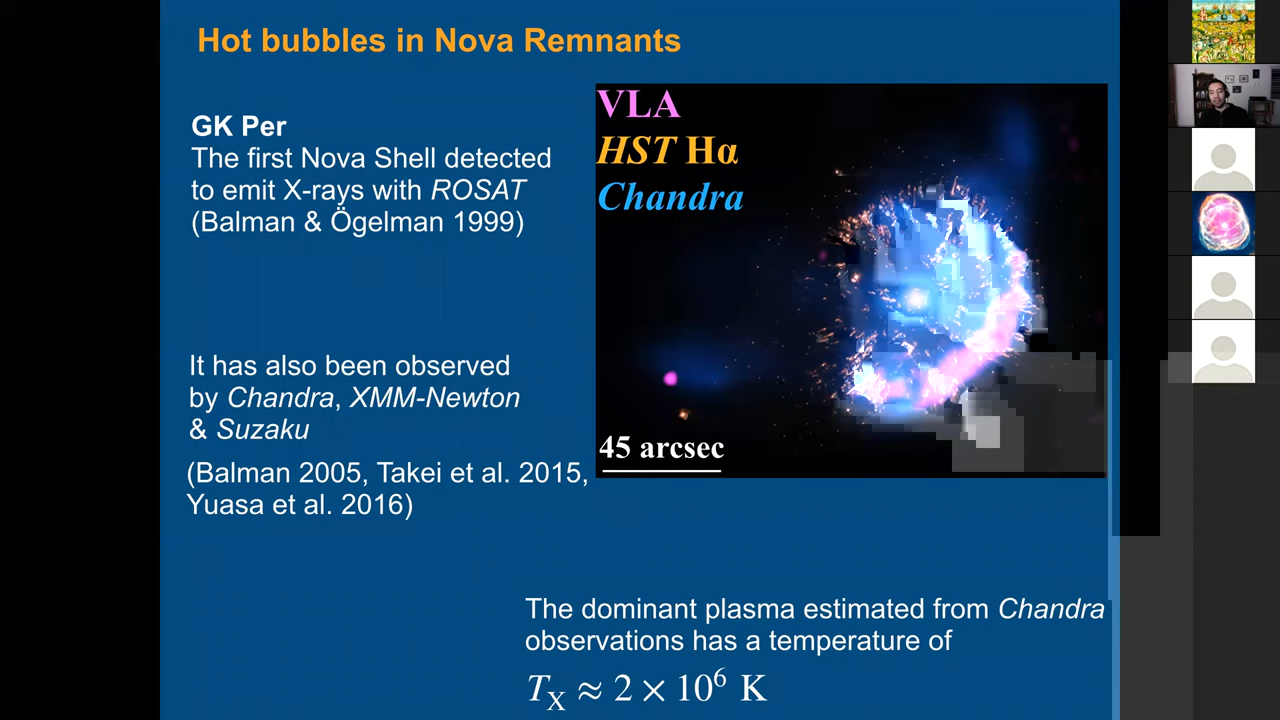 Hot bubbles in Nova Remnants
GK Per
The first Nova Shell detected
to emit X-rays with ROSAT
(Balman & Ögelman 1999)
It has also been observed
by Chandra, XMM-Newton
& Suzaku
(Balman 2005, Takei et al. 2015,
Yuasa et al. 2016)
VLA
HST Hα
Chandra
45 arcsec
The dominant plasma estimated from Chandra
observations has a temperature of
T_X ≈ 2 × 10⁶ K